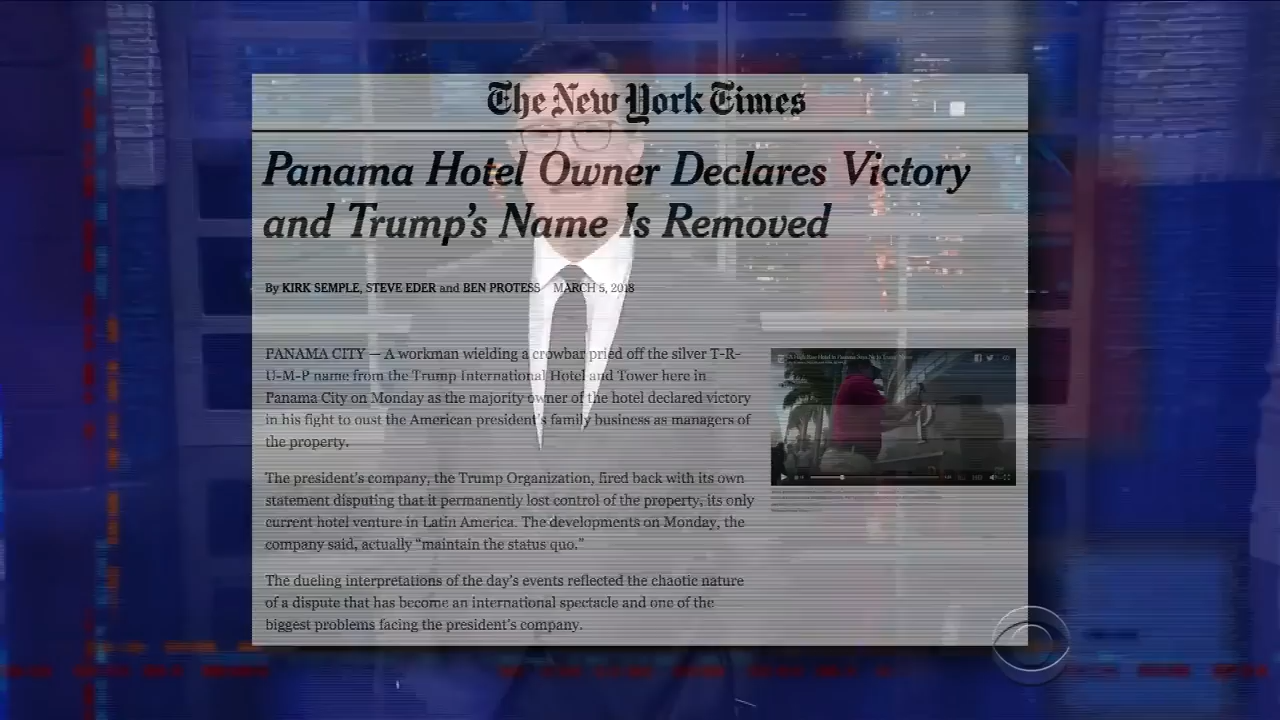 The New York Times
Panama Hotel Owner Declares Victory
and Trump's Name Is Removed
By KIRK SEMPLE, STEVE EDER and BEN PROTESS MARCH 5, 2018
PANAMA CITY — A workman wielding a crowbar pried off the silver T-R-
U-M-P name from the Trump International Hotel and Tower here in
Panama City on Monday as the majority owner of the hotel declared victory
in his fight to oust the American president's family business as managers of
the property.
The president's company, the Trump Organization, fired back with its own
statement disputing that it permanently lost control of the property, its only
current hotel venture in Latin America. The developments on Monday, the
company said, actually “maintain the status quo.”
The dueling interpretations of the day's events reflected the chaotic nature
of a dispute that has become an international spectacle and one of the
biggest problems facing the president's company.